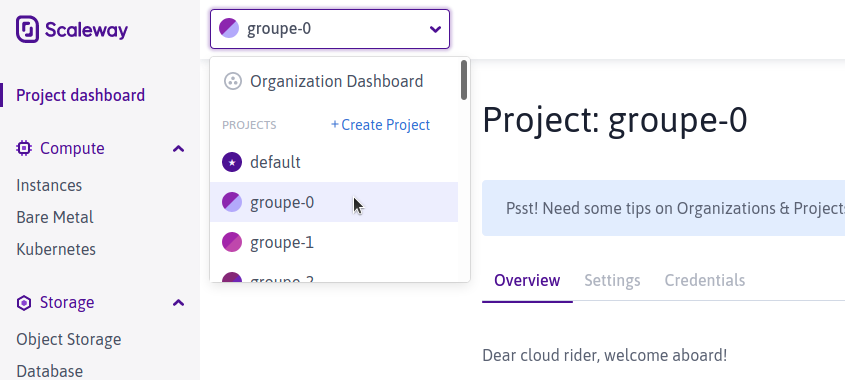 Scaleway
groupe-0
Project dashboard
Compute
Instances
Bare Metal
Kubernetes
Storage
Object Storage
Database
Organization Dashboard
PROJECTS
+ Create Project
default
groupe-0
groupe-1
groupe-2
Project: groupe-0
Psst! Need some tips on Organizations & Projects
Overview Settings Credentials
Dear cloud rider, welcome aboard!